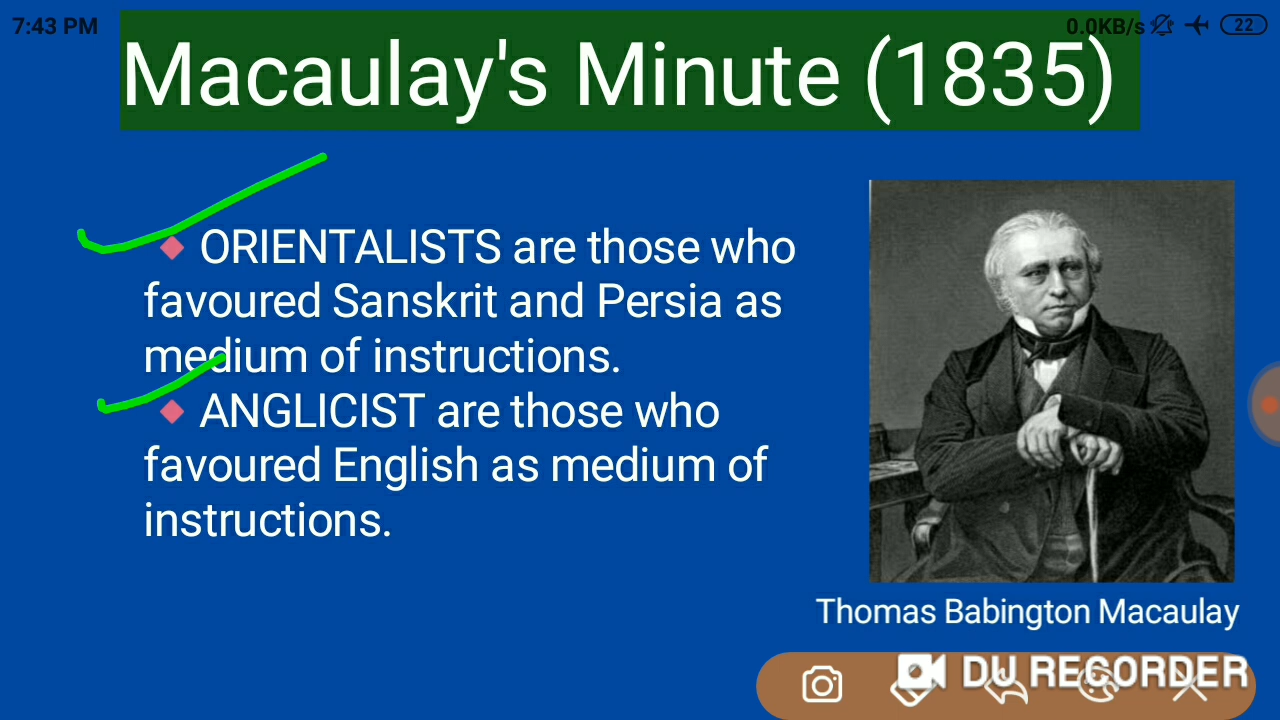 7:43 PM
0.0KB/s 22
Macaulay's Minute (1835)
ORIENTALISTS are those who
favoured Sanskrit and Persia as
medium of instructions.
ANGLICIST are those who
favoured English as medium of
instructions.
Thomas Babington Macaulay
DU RECORDER